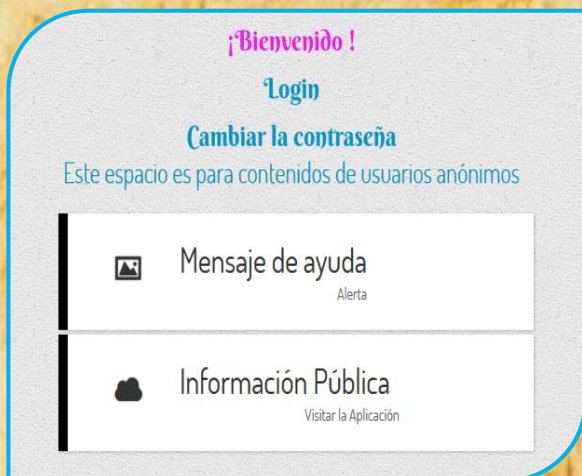 ¡Bienvenido !
Login
Cambiar la contraseña
Este espacio es para contenidos de usuarios anónimos
Mensaje de ayuda
Alerta
Información Pública
Visitar la Aplicación